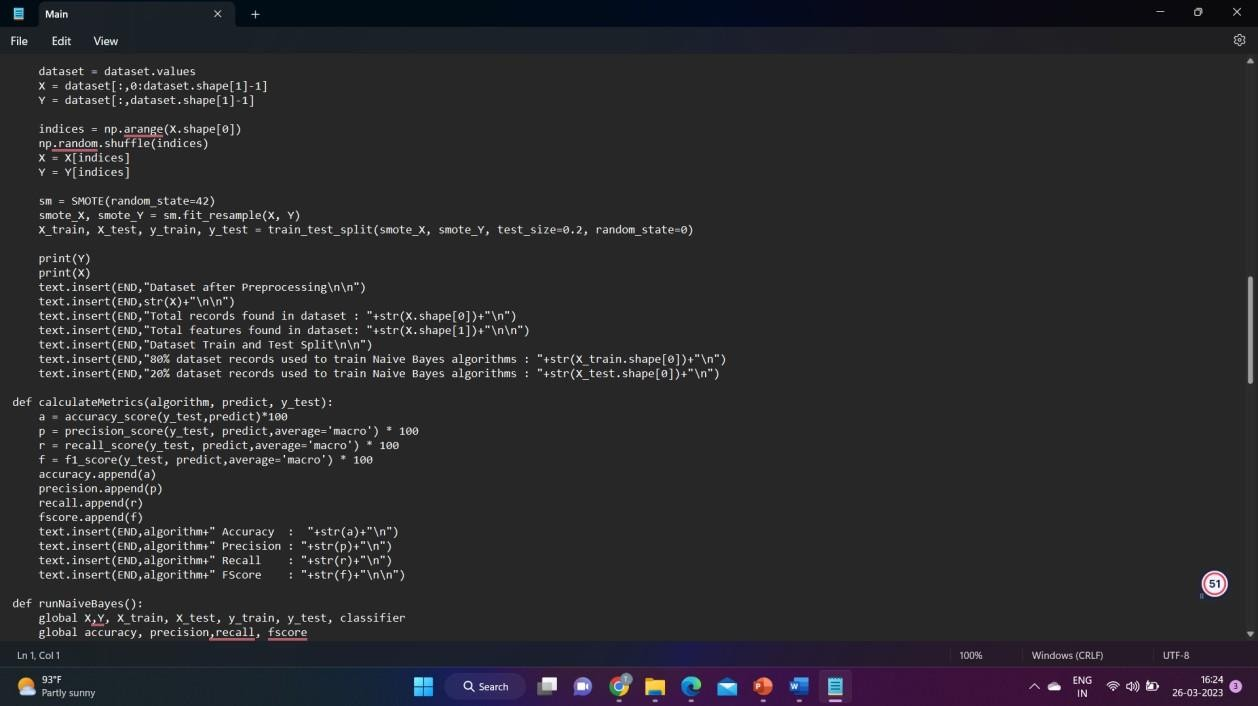 Main
File Edit View
dataset = dataset.values
X = dataset[:,0:dataset.shape[1]-1]
Y = dataset[:,dataset.shape[1]-1]
indices = np.arange(X.shape[0])
np.random.shuffle(indices)
X = X[indices]
Y = Y[indices]
sm = SMOTE(random_state=42)
smote_X, smote_Y = sm.fit_resample(X, Y)
X_train, X_test, y_train, y_test = train_test_split(smote_X, smote_Y, test_size=0.2, random_state=0)
print(Y)
print(X)
text.insert(END,"Dataset after Preprocessing\n\n")
text.insert(END,str(X)+"\n\n")
text.insert(END,"Total records found in dataset : "+str(X.shape[0])+"\n")
text.insert(END,"Total features found in dataset: "+str(X.shape[1])+"\n\n")
text.insert(END,"Dataset Train and Test Split\n\n")
text.insert(END,"80% dataset records used to train Naive Bayes algorithms : "+str(X_train.shape[0])+"\n")
text.insert(END,"20% dataset records used to train Naive Bayes algorithms : "+str(X_test.shape[0])+"\n")
def calculateMetrics(algorithm, predict, y_test):
a = accuracy_score(y_test,predict)*100
p = precision_score(y_test, predict,average='macro') * 100
r = recall_score(y_test, predict,average='macro') * 100
f = f1_score(y_test, predict,average='macro') * 100
accuracy.append(a)
precision.append(p)
recall.append(r)
fscore.append(f)
text.insert(END,algorithm+" Accuracy  :  "+str(a)+"\n")
text.insert(END,algorithm+" Precision : "+str(p)+"\n")
text.insert(END,algorithm+" Recall    : "+str(r)+"\n")
text.insert(END,algorithm+" FScore    : "+str(f)+"\n\n")
51
def runNaiveBayes():
global X,Y, X_train, X_test, y_train, y_test, classifier
global accuracy, precision,recall, fscore
Ln 1, Col 1 100% Windows (CRLF) UTF-8
93°F
Partly sunny
Search
ENG
IN
16:24
26-03-2023
3